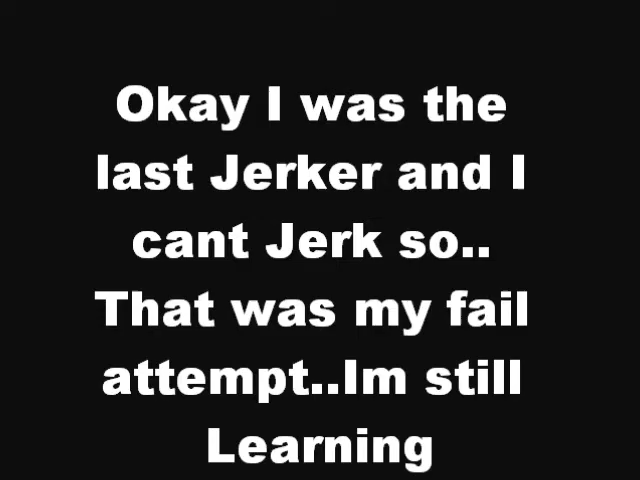 Okay I was the
last Jerker and I
cant Jerk so..
That was my fail
attempt..Im still
Learning